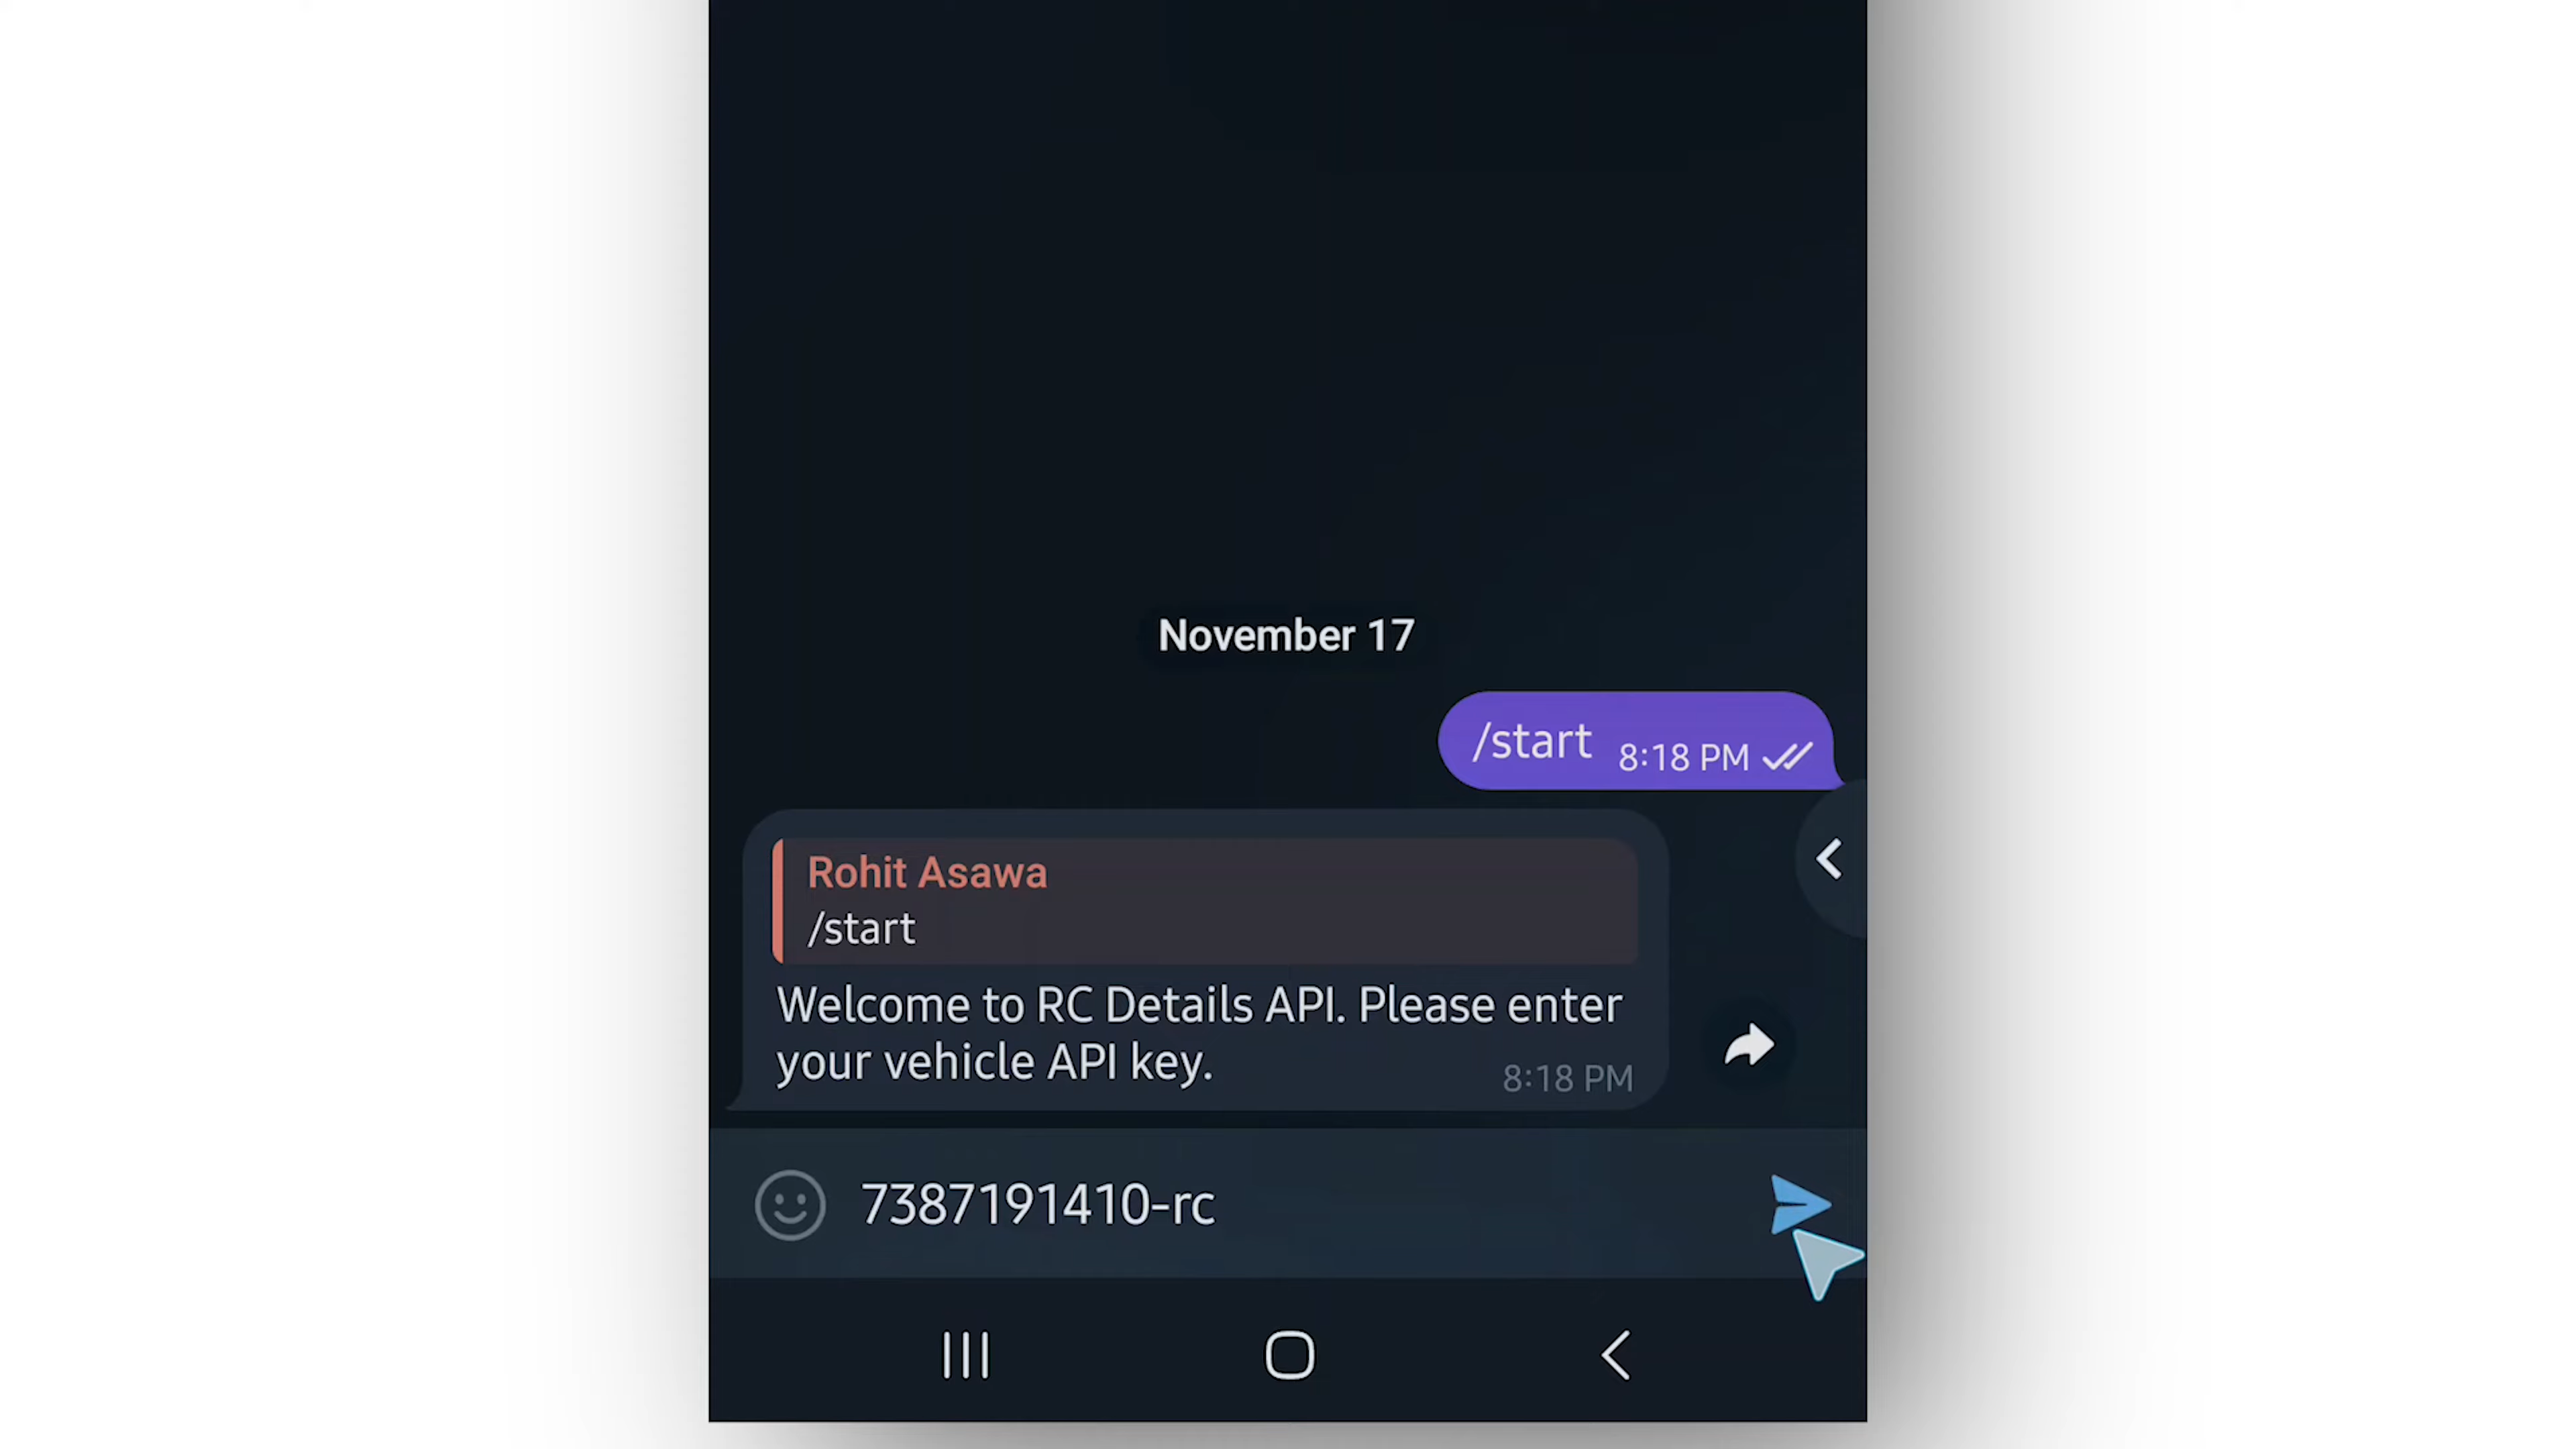 November 17
/start 8:18 PM
Rohit Asawa
/start
Welcome to RC Details API. Please enter
your vehicle API key.
8:18 PM
7387191410-rc